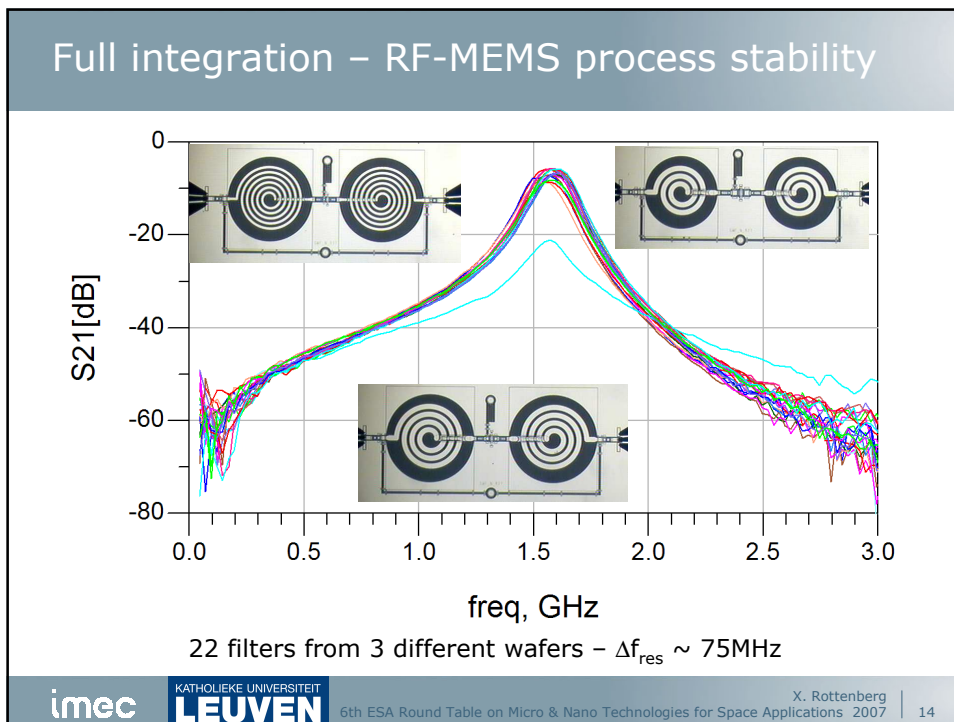 Full integration – RF-MEMS process stability
0
-20
-40
-60
-80
S21[dB]
0.0 0.5 1.0 1.5 2.0 2.5 3.0
freq, GHz
22 filters from 3 different wafers – Δfres ~ 75MHz
imec
KATHOLIEKE UNIVERSITEIT
LEUVEN
6th ESA Round Table on Micro & Nano Technologies for Space Applications 2007
X. Rottenberg
14